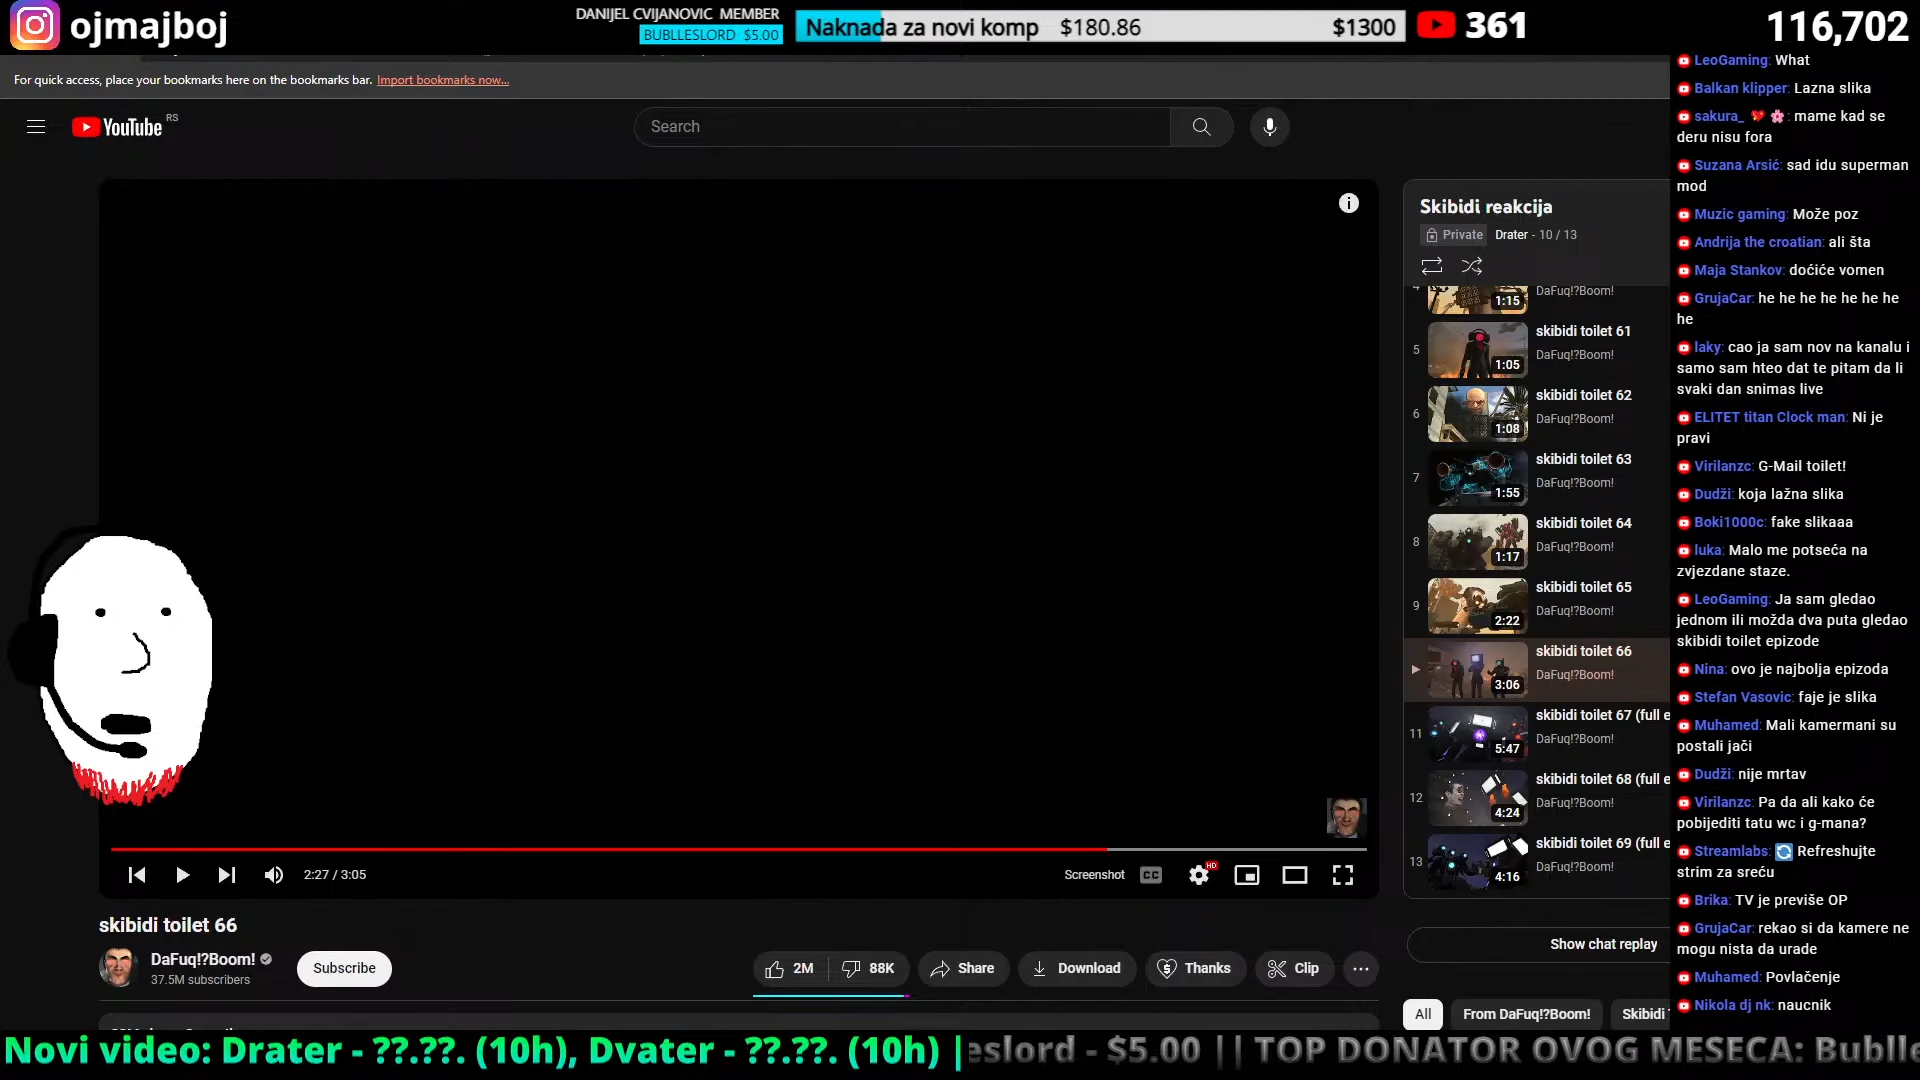 ojmajboj
DANIJEL CVIJANOVIC MEMBER
BUBLLESLORD $5.00
Naknada za novi komp $180.86 $1300
361
116,702
For quick access, place your bookmarks here on the bookmarks bar. Import bookmarks now...
YouTube RS
Search
Skibidi reakcija
Private Drater - 10 / 13
4
1:15
DaFuq!?Boom!
5
1:05
skibidi toilet 61
DaFuq!?Boom!
6
1:08
skibidi toilet 62
DaFuq!?Boom!
7
1:55
skibidi toilet 63
DaFuq!?Boom!
8
1:17
skibidi toilet 64
DaFuq!?Boom!
9
2:22
skibidi toilet 65
DaFuq!?Boom!
3:06
skibidi toilet 66
DaFuq!?Boom!
11
5:47
skibidi toilet 67 (full e
DaFuq!?Boom!
12
4:24
skibidi toilet 68 (full e
DaFuq!?Boom!
13
4:16
skibidi toilet 69 (full e
DaFuq!?Boom!
2:27 / 3:05
Screenshot
CC
HD
skibidi toilet 66
DaFuq!?Boom!
37.5M subscribers
Subscribe
2M
88K
Share
Download
Thanks
Clip
Show chat replay
All
From DaFuq!?Boom!
Skibidi
LeoGaming: What
Balkan klipper: Lazna slika
sakura_ 💘 🌸: mame kad se
deru nisu fora
Suzana Arsić: sad idu superman
mod
Muzic gaming: Može poz
Andrija the croatian: ali šta
Maja Stankov: doćiće vomen
GrujaCar: he he he he he he he
he
laky: cao ja sam nov na kanalu i
samo sam hteo dat te pitam da li
svaki dan snimas live
ELITET titan Clock man: Ni je
pravi
Virilanzc: G-Mail toilet!
Dudži: koja lažna slika
Boki1000c: fake slikaaa
luka: Malo me potseća na
zvjezdane staze.
LeoGaming: Ja sam gledao
jednom ili možda dva puta gledao
skibidi toilet epizode
Nina: ovo je najbolja epizoda
Stefan Vasovic: faje je slika
Muhamed: Mali kamermani su
postali jači
Dudži: nije mrtav
Virilanzc: Pa da ali kako će
pobijediti tatu wc i g-mana?
Streamlabs: 🔄 Refreshujte
strim za sreću
Brika: TV je previše OP
GrujaCar: rekao si da kamere ne
mogu nista da urade
Muhamed: Povlačenje
Nikola dj nk: naucnik
Novi video: Drater - ??.??. (10h), Dvater - ??.??. (10h) |eslord - $5.00 || TOP DONATOR OVOG MESECA: Bublle